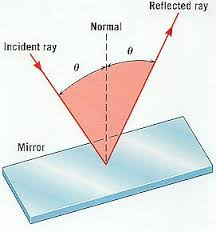 Reflected ray
Normal
Incident ray
θ θ
Mirror